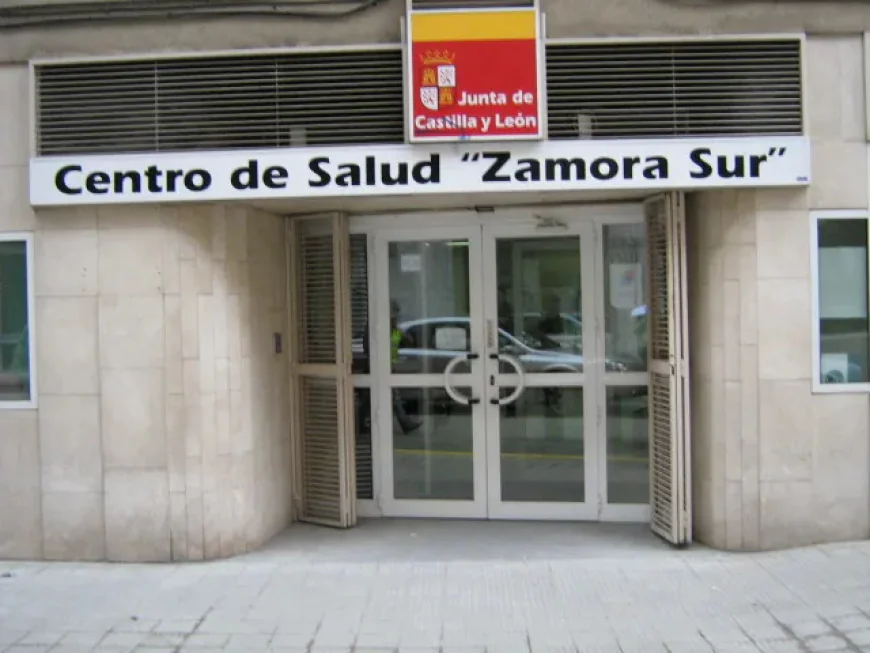 Junta de
Castilla y León
Centro de Salud "Zamora Sur"